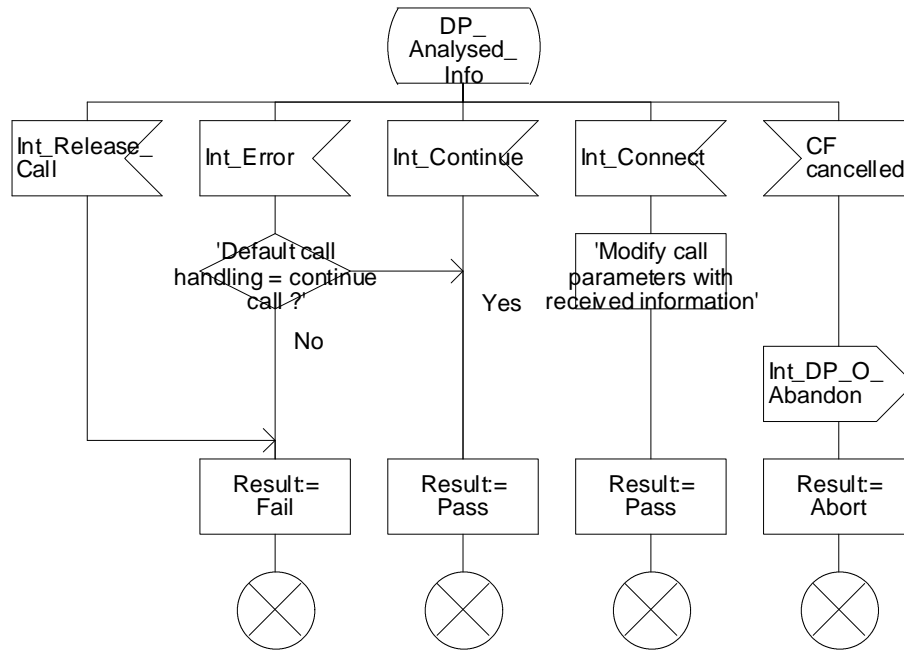 DP_
Analysed_
Info
Int_Release_
Call
Int_Error
Int_Continue
Int_Connect
CF
cancelled
'Default call
handling = continue
call ?'
'Modify call
parameters with
received information'
Yes
No
Int_DP_O_
Abandon
Result:=
Fail
Result:=
Pass
Result:=
Pass
Result:=
Abort